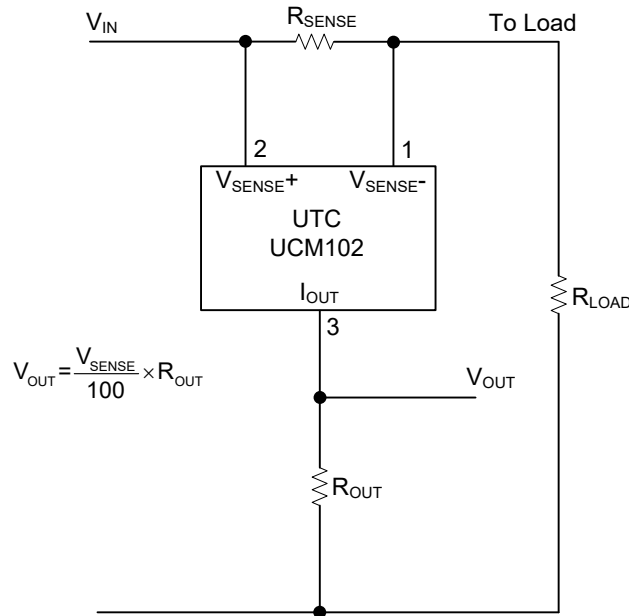 R_SENSE
V_IN
To Load
2
1
V_SENSE+ V_SENSE-
UTC
UCM102
I_OUT
3
R_LOAD
V_OUT = V_SENSE/100 × R_OUT
V_OUT
R_OUT